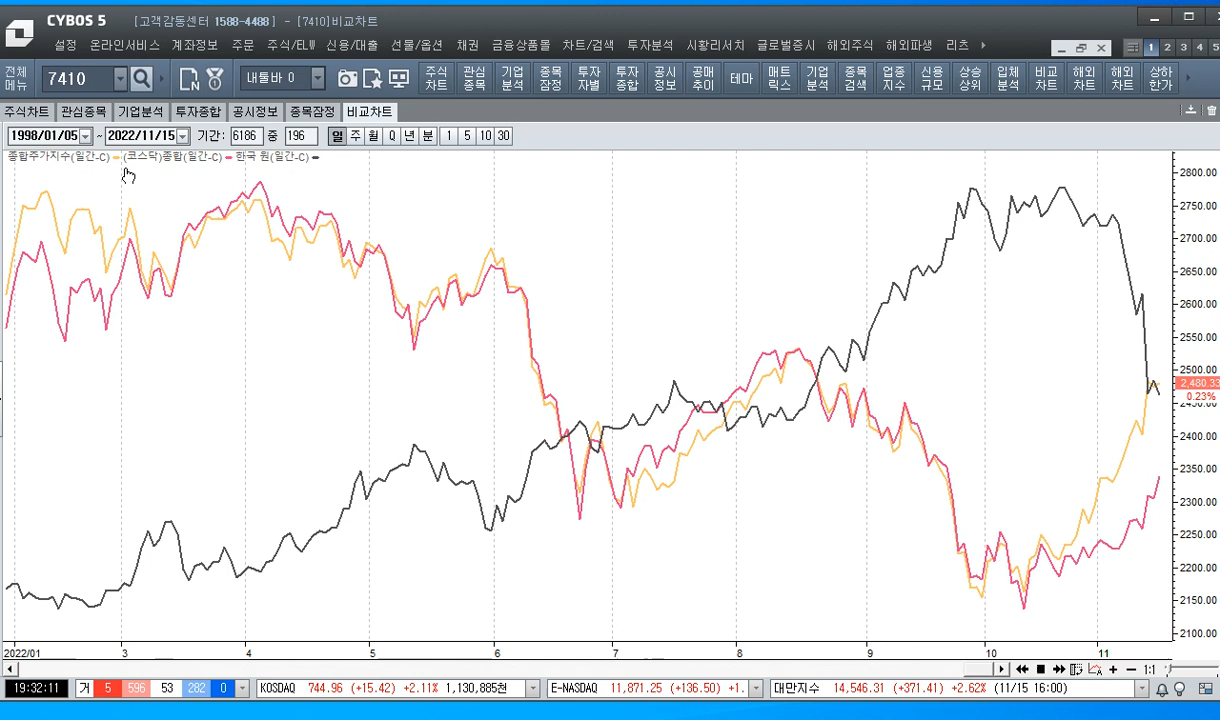 CYBOS 5 [고객감동센터 1588-4488] - [7410]비교차트
설정 온라인서비스 계좌정보 주문 주식/ELW 신용/대출 선물/옵션 채권 금융상품몰 차트/검색 투자분석 시황리서치 글로벌증시 해외주식 해외파생 리츠
1 2 3 4 5
전체 메뉴 7410 내툴바 0 주식 차트 관심 종목 기업 분석 종목 잠정 투자 자별 투자 종합 공시 정보 공매 추이 테마 매트 릭스 기업 분석 종목 검색 업종 지수 신용 규모 상승 상위 입체 분석 비교 차트 해외 차트 해외 차트 상하 한가
주식차트 관심종목 기업분석 투자종합 공시정보 종목잠정 비교차트
1998/01/05 ~ 2022/11/15 기간: 6186 중 196 일 주 월 Q 년 분 1 5 10 30
종합주가지수(일간-C) (코스닥)종합(일간-C) 한국 원(일간-C)
2800.00
2750.00
2700.00
2650.00
2600.00
2550.00
2500.00
2,480.33
0.23%
2400.00
2350.00
2300.00
2250.00
2200.00
2150.00
2100.00
2022/01 3 4 5 6 7 8 9 10 11
1:1
19:32:11 거 5 596 53 282 0 KOSDAQ 744.96 (+15.42) +2.11% 1,130,885천 E-NASDAQ 11,871.25 (+136.50) +1. 대만지수 14,546.31 (+371.41) +2.62% (11/15 16:00)